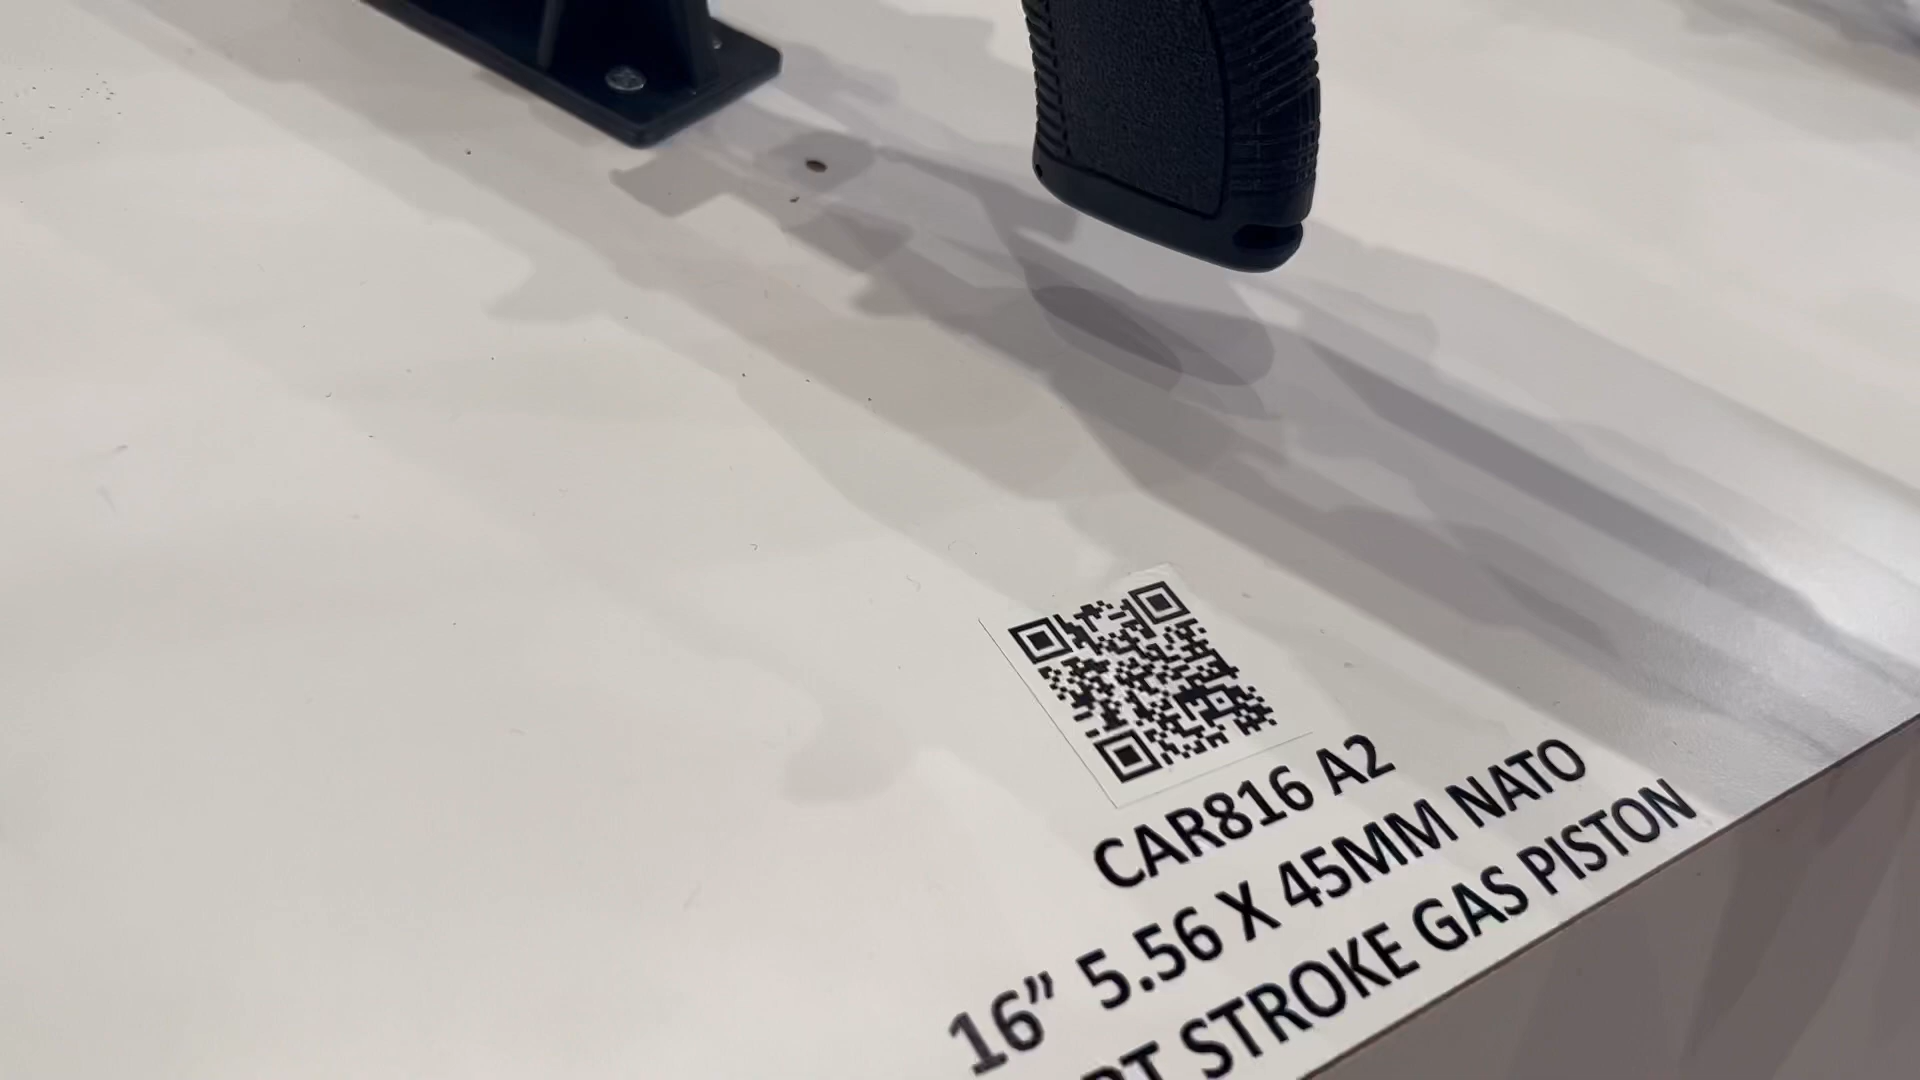 CAR816 A2
16” 5.56 X 45MM NATO
STROKE GAS PISTON